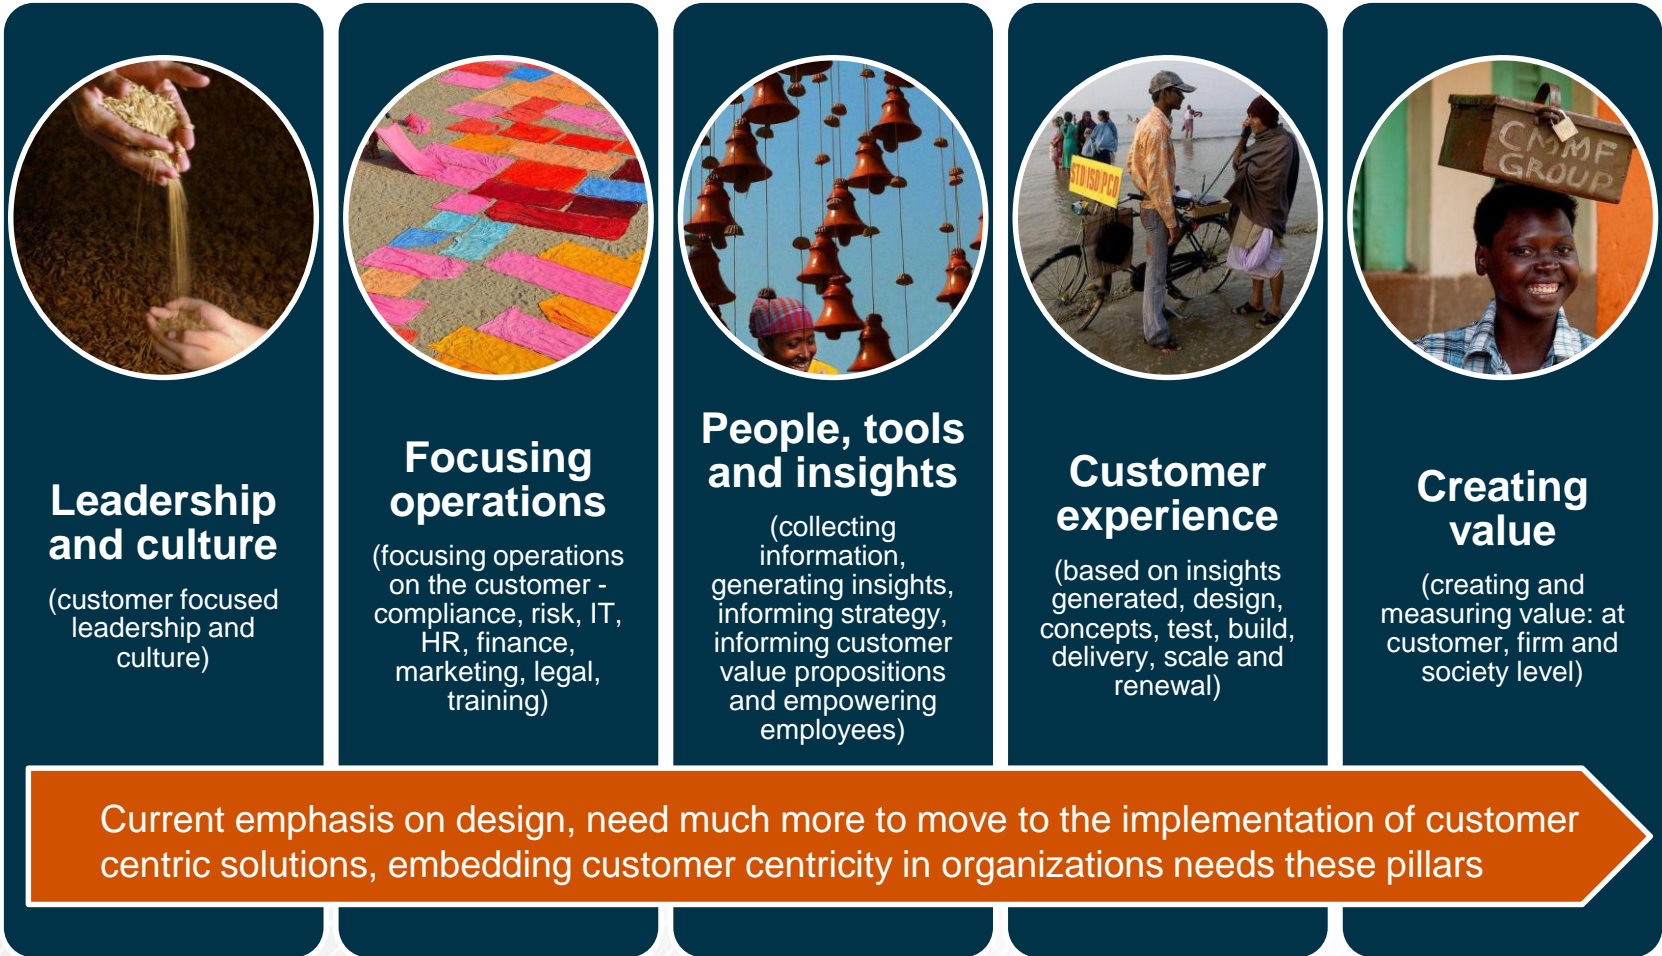 STD/ISD/PCO
CMMF
GROUP
Leadership
and culture
(customer focused
leadership and
culture)
Focusing
operations
(focusing operations
on the customer -
compliance, risk, IT,
HR, finance,
marketing, legal,
training)
People, tools
and insights
(collecting
information,
generating insights,
informing strategy,
informing customer
value propositions
and empowering
employees)
Customer
experience
(based on insights
generated, design,
concepts, test, build,
delivery, scale and
renewal)
Creating
value
(creating and
measuring value: at
customer, firm and
society level)
Current emphasis on design, need much more to move to the implementation of customer
centric solutions, embedding customer centricity in organizations needs these pillars